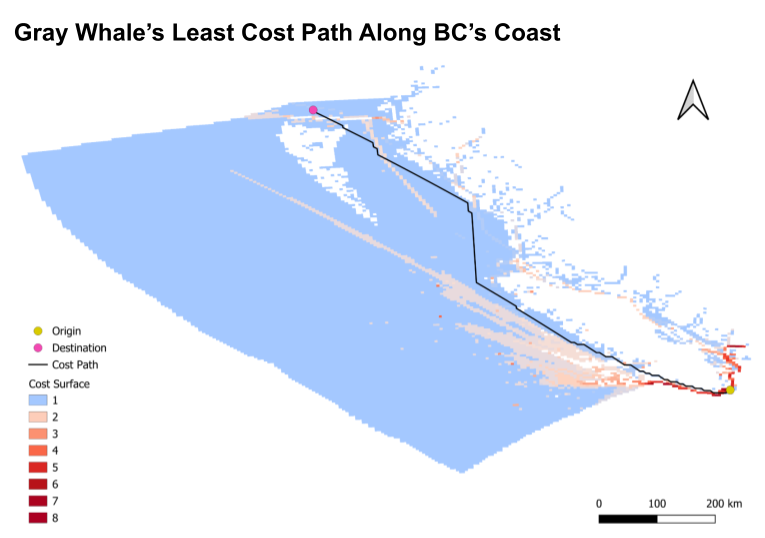 Gray Whale's Least Cost Path Along BC's Coast
Origin
Destination
Cost Path
Cost Surface
1
2
3
4
5
6
7
8
0 100 200 km